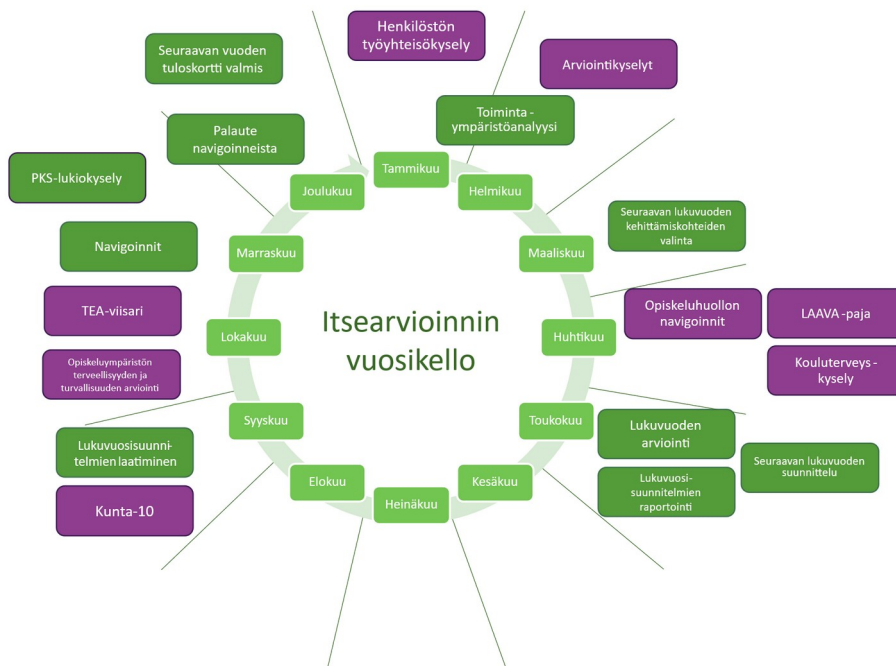 Itsearvioinnin
vuosikello
Tammikuu
Helmikuu
Maaliskuu
Huhtikuu
Toukokuu
Kesäkuu
Heinäkuu
Elokuu
Syyskuu
Lokakuu
Marraskuu
Joulukuu
Henkilöstön
työyhteisökysely
Arviointikyselyt
Toiminta-
ympäristöanalyysi
Seuraavan lukuvuoden
kehittämiskohteiden
valinta
Opiskeluhuollon
navigoinnit
LAAVA -paja
Kouluterveys -
kysely
Lukuvuoden
arviointi
Lukuvuosi-
suunnitelmien
raportointi
Seuraavan lukuvuoden
suunnittelu
Lukuvuosisuunni-
telmien laatiminen
Kunta-10
TEA-viisari
Opiskeluympäristön
terveellisyyden ja
turvallisuuden arviointi
PKS-lukiokysely
Navigoinnit
Seuraavan vuoden
tuloskortti valmis
Palaute
navigoinneista